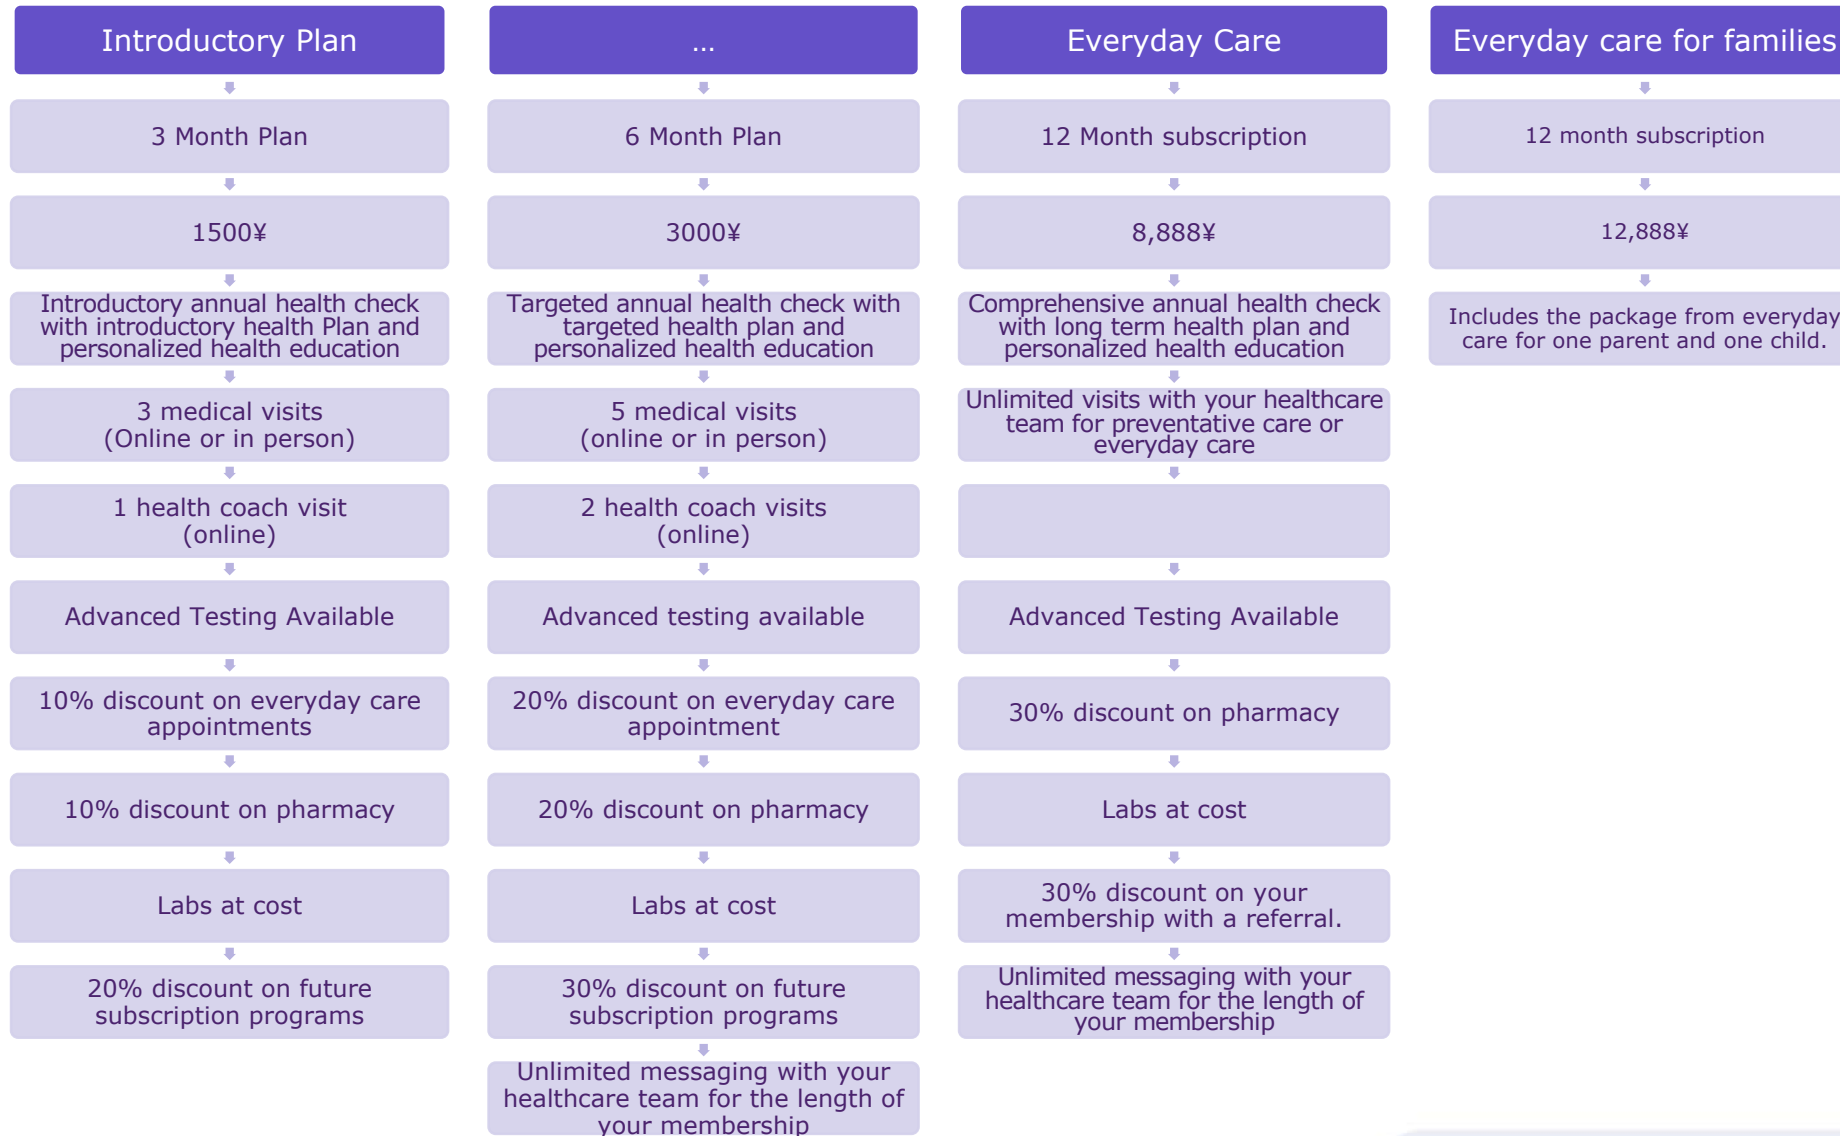 Introductory Plan
3 Month Plan
1500¥
Introductory annual health check
with introductory health Plan and
personalized health education
3 medical visits
(Online or in person)
1 health coach visit
(online)
Advanced Testing Available
10% discount on everyday care
appointments
10% discount on pharmacy
Labs at cost
20% discount on future
subscription programs
...
6 Month Plan
3000¥
Targeted annual health check with
targeted health plan and
personalized health education
5 medical visits
(online or in person)
2 health coach visits
(online)
Advanced testing available
20% discount on everyday care
appointment
20% discount on pharmacy
Labs at cost
30% discount on future
subscription programs
Unlimited messaging with your
healthcare team for the length of
your membership
Everyday Care
12 Month subscription
8,888¥
Comprehensive annual health check
with long term health plan and
personalized health education
Unlimited visits with your healthcare
team for preventative care or
everyday care
Advanced Testing Available
30% discount on pharmacy
Labs at cost
30% discount on your
membership with a referral.
Unlimited messaging with your
healthcare team for the length of
your membership
Everyday care for families
12 month subscription
12,888¥
Includes the package from everyday
care for one parent and one child.